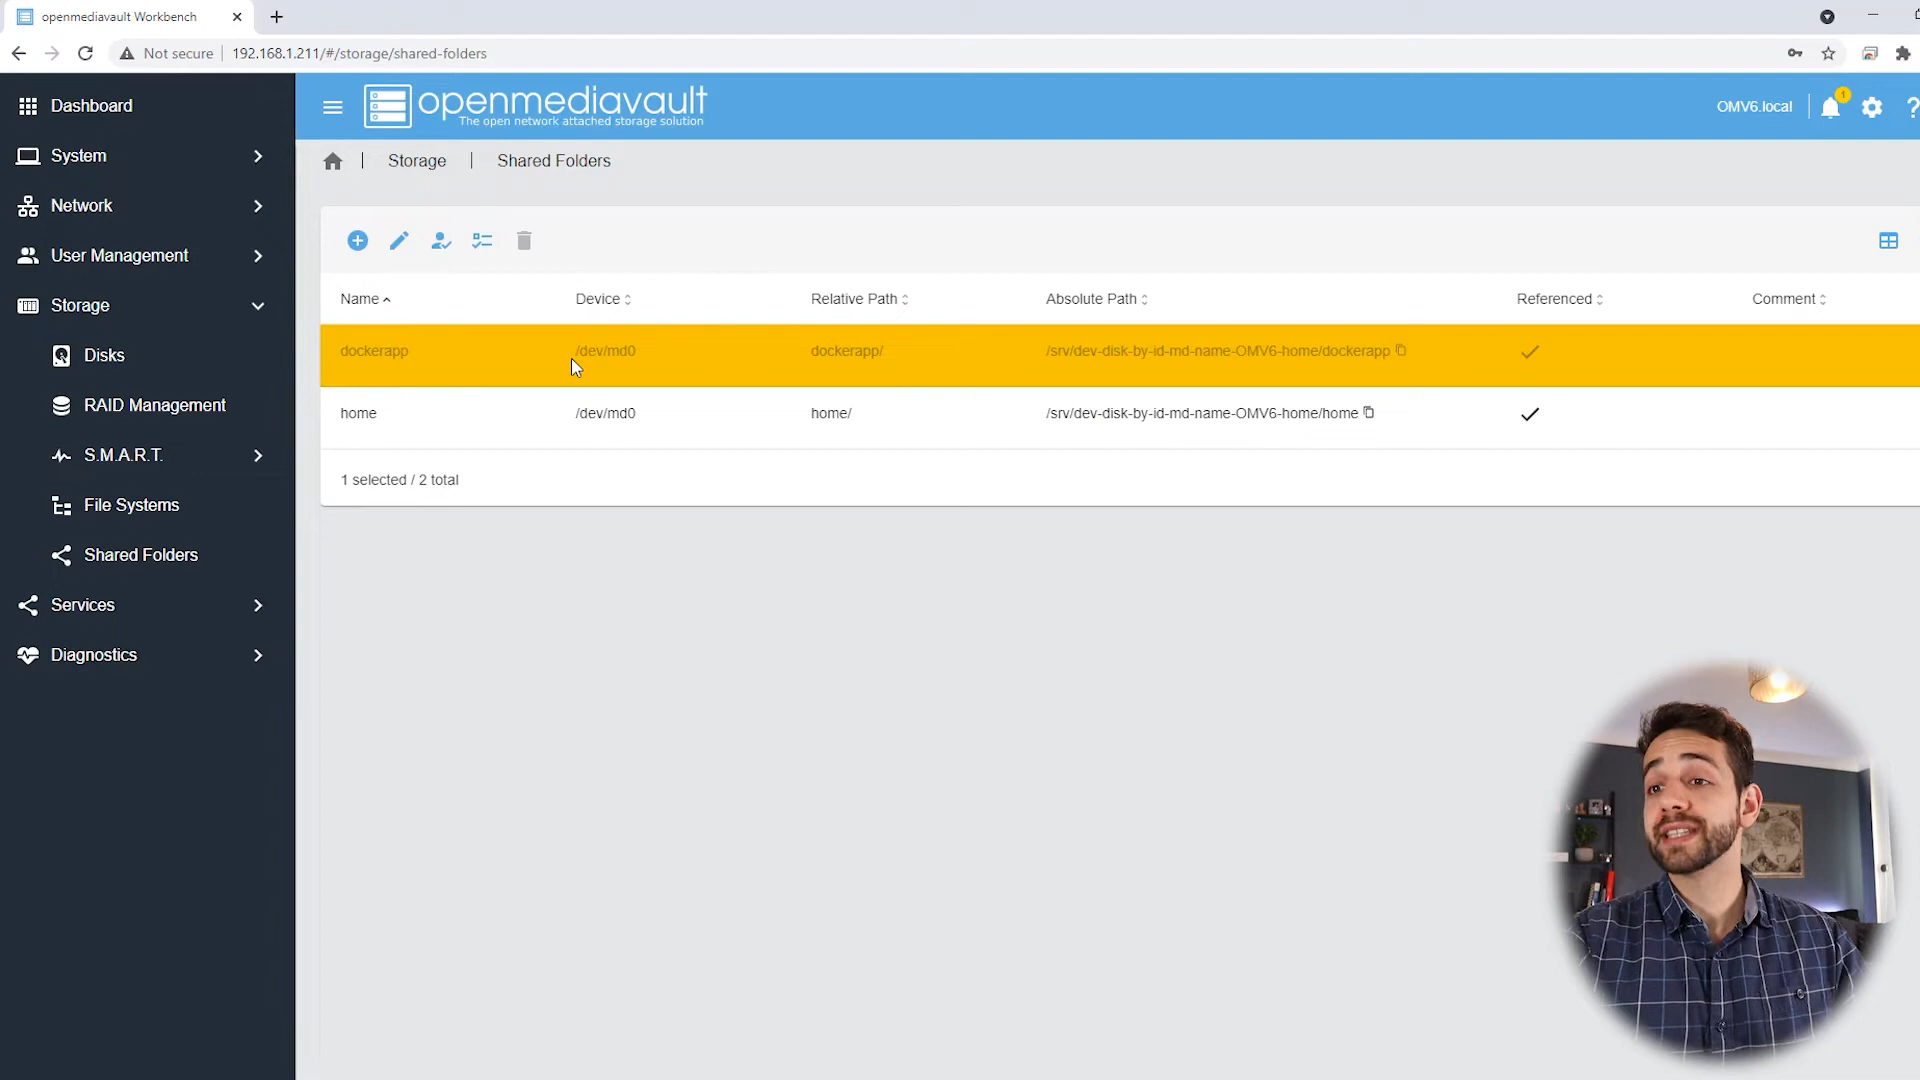 openmediavault Workbench
Not secure 192.168.1.211/#/storage/shared-folders
Dashboard
System
Network
User Management
Storage
Disks
RAID Management
S.M.A.R.T.
File Systems
Shared Folders
Services
Diagnostics
openmediavault
The open network attached storage solution
OMV6.local
1
Storage | Shared Folders
Name Device Relative Path Absolute Path Referenced Comment
dockerapp /dev/md0 dockerapp/ /srv/dev-disk-by-id-md-name-OMV6-home/dockerapp
home /dev/md0 home/ /srv/dev-disk-by-id-md-name-OMV6-home/home
1 selected / 2 total